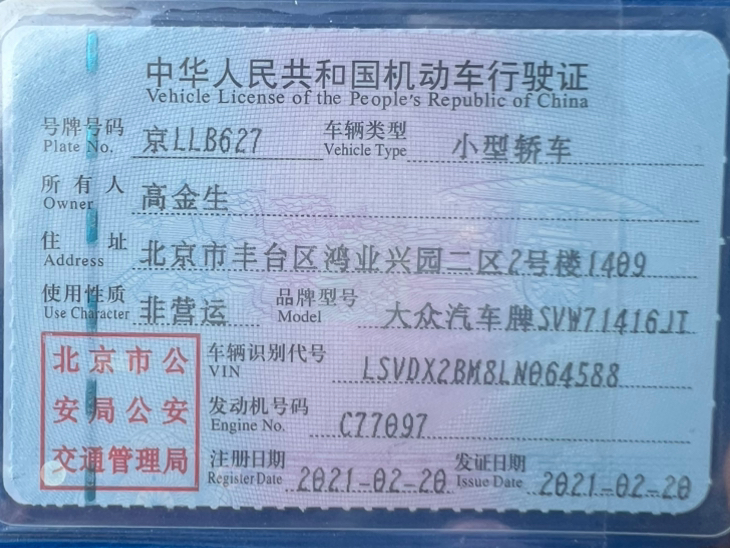 中华人民共和国机动车行驶证
Vehicle License of the People's Republic of China
号牌号码 京LLB627 车辆类型 小型轿车
Plate No. Vehicle Type
所有人 高金生
Owner
住址 北京市丰台区鸿业兴园二区2号楼1409
Address
使用性质 非营运 品牌型号 大众汽车牌SVW71416JT
Use Character Model
北京市公安局公安交通管理局
车辆识别代号 LSVDX2BM8LN064588
VIN
发动机号码 C77097
Engine No.
注册日期 2021-02-20 发证日期 2021-02-20
Register Date Issue Date